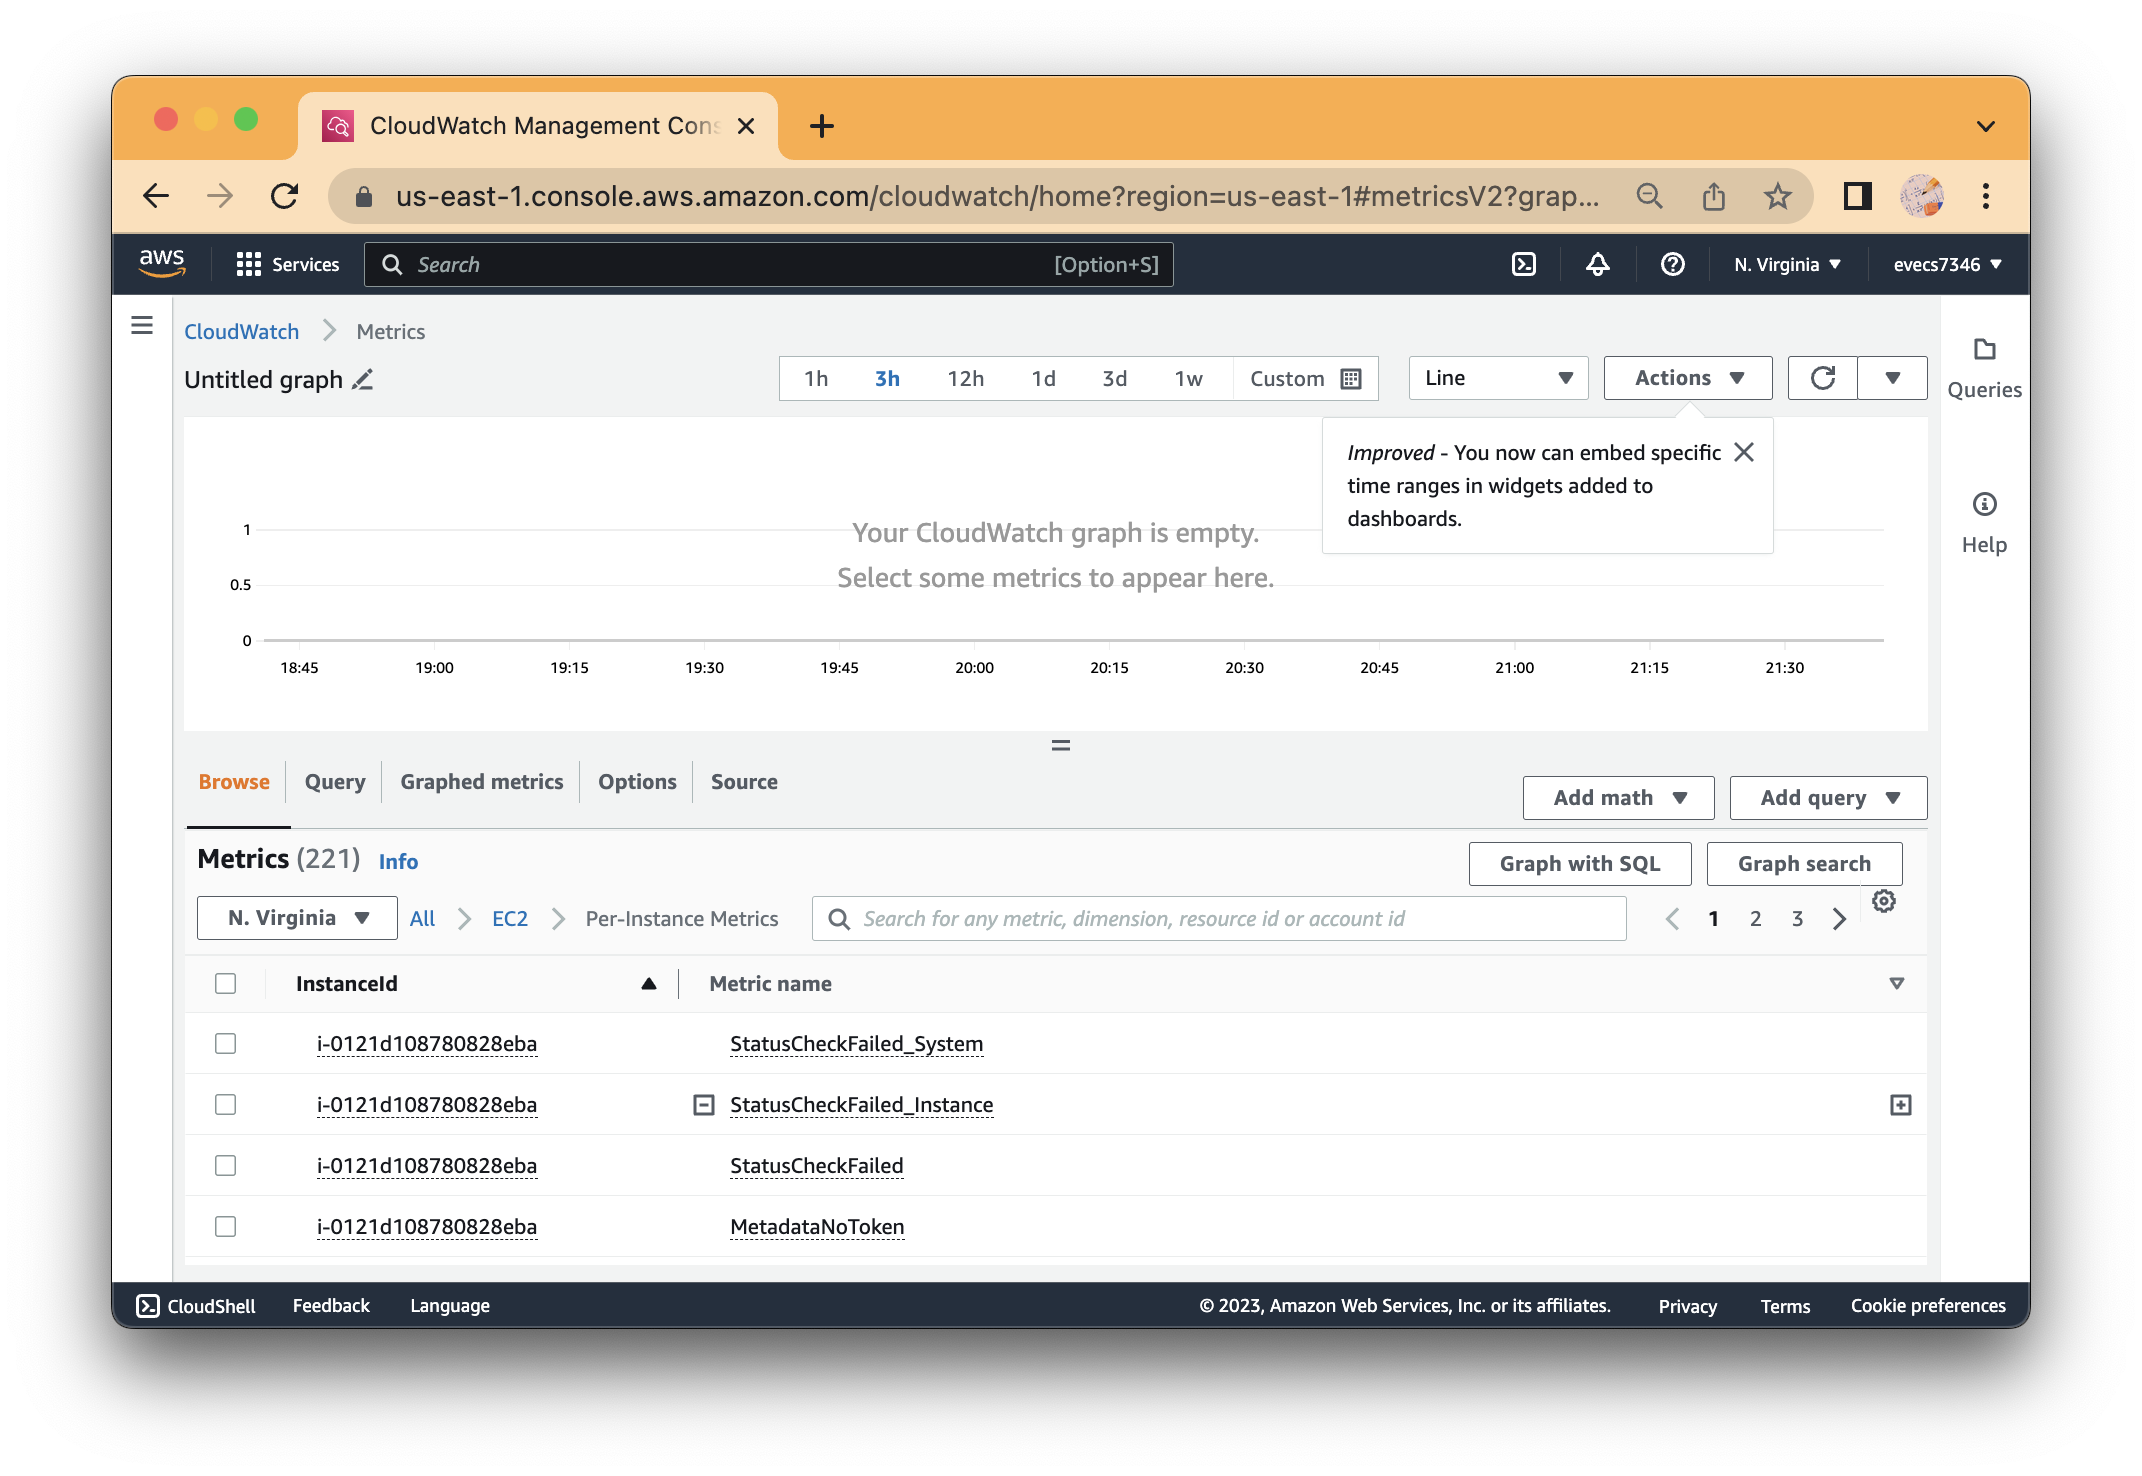 CloudWatch Management Cons
us-east-1.console.aws.amazon.com/cloudwatch/home?region=us-east-1#metricsV2?grap...
aws Services Search [Option+S] N. Virginia evecs7346
CloudWatch Metrics
Untitled graph 1h 3h 12h 1d 3d 1w Custom Line Actions
Queries
Improved - You now can embed specific
time ranges in widgets added to
dashboards.
Help
Your CloudWatch graph is empty.
Select some metrics to appear here.
1
0.5
0
18:45 19:00 19:15 19:30 19:45 20:00 20:15 20:30 20:45 21:00 21:15 21:30
Browse Query Graphed metrics Options Source Add math Add query
Metrics (221) Info Graph with SQL Graph search
N. Virginia All EC2 Per-Instance Metrics Search for any metric, dimension, resource id or account id 1 2 3
InstanceId Metric name
i-0121d108780828eba StatusCheckFailed_System
i-0121d108780828eba StatusCheckFailed_Instance
i-0121d108780828eba StatusCheckFailed
i-0121d108780828eba MetadataNoToken
CloudShell Feedback Language © 2023, Amazon Web Services, Inc. or its affiliates. Privacy Terms Cookie preferences